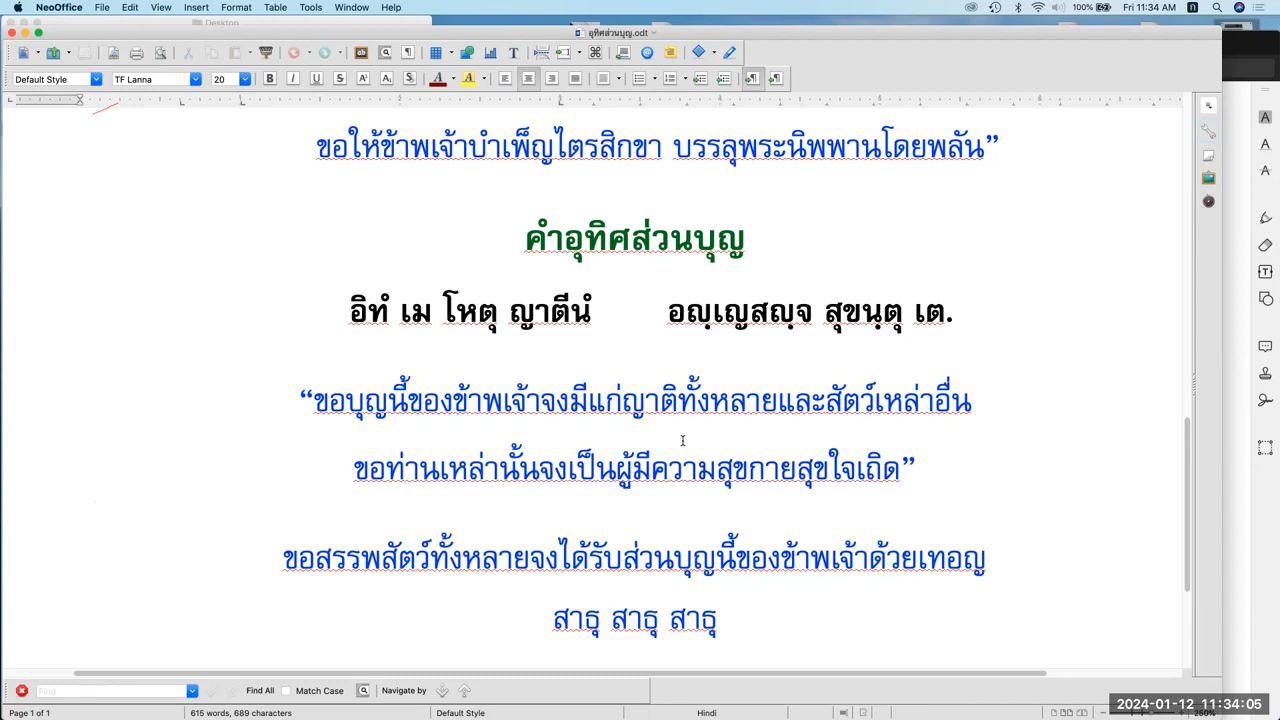 NeoOffice File Edit View Insert Format Table Tools Window Help 100% Fri 11:34 AM
Desktop
อุทิศส่วนบุญ.odt
Default Style TF Lanna 20
ขอให้ข้าพเจ้าบำเพ็ญไตรสิกขา บรรลุพระนิพพานโดยพลัน”
คำอุทิศส่วนบุญ
อิทํ เม โหตุ ญาตีนํ อญฺเญสญฺจ สุขนฺตุ เต.
“ขอบุญนี้ของข้าพเจ้าจงมีแก่ญาติทั้งหลายและสัตว์เหล่าอื่น
ขอท่านเหล่านั้นจงเป็นผู้มีความสุขกายสุขใจเถิด”
ขอสรรพสัตว์ทั้งหลายจงได้รับส่วนบุญนี้ของข้าพเจ้าด้วยเทอญ
สาธุ สาธุ สาธุ
Find Find All Match Case Navigate by
Page 1 of 1 615 words, 689 characters Default Style Hindi 250%
2024-01-12 11:34:05